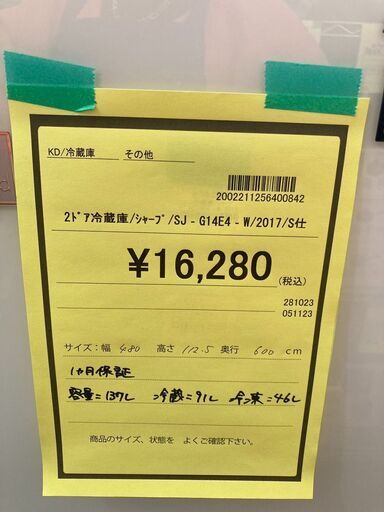 KD/冷蔵庫 その他
2002211256400842
2ﾄﾞｱ冷蔵庫/ｼｬｰﾌﾟ/SJ - G14E4 - W/2017/S仕
¥16,280 (税込)
281023
051123
サイズ:幅 480 高さ 112.5 奥行 600 cm
1ヵ月保証
容量=137L 冷蔵=91L 冷凍=46L
商品のサイズ、状態を よくご確認下さい。